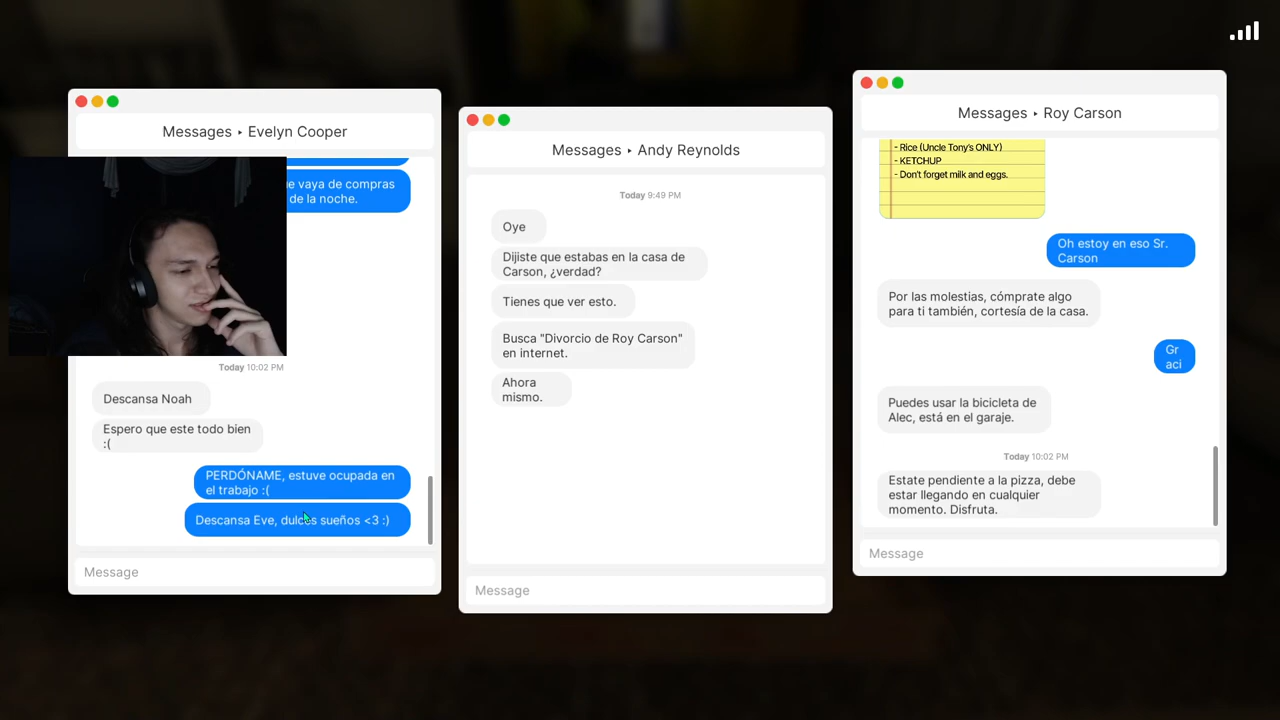 Messages ▸ Evelyn Cooper
e vaya de compras
de la noche.
Today 10:02 PM
Descansa Noah
Espero que este todo bien
:(
PERDÓNAME, estuve ocupada en
el trabajo :(
Descansa Eve, dulces sueños <3 :)
Message
Messages ▸ Andy Reynolds
Today 9:49 PM
Oye
Dijiste que estabas en la casa de
Carson, ¿verdad?
Tienes que ver esto.
Busca "Divorcio de Roy Carson"
en internet.
Ahora
mismo.
Message
Messages ▸ Roy Carson
- Rice (Uncle Tony's ONLY)
- KETCHUP
- Don't forget milk and eggs.
Oh estoy en eso Sr.
Carson
Por las molestias, cómprate algo
para ti también, cortesía de la casa.
Gr
aci
Puedes usar la bicicleta de
Alec, está en el garaje.
Today 10:02 PM
Estate pendiente a la pizza, debe
estar llegando en cualquier
momento. Disfruta.
Message